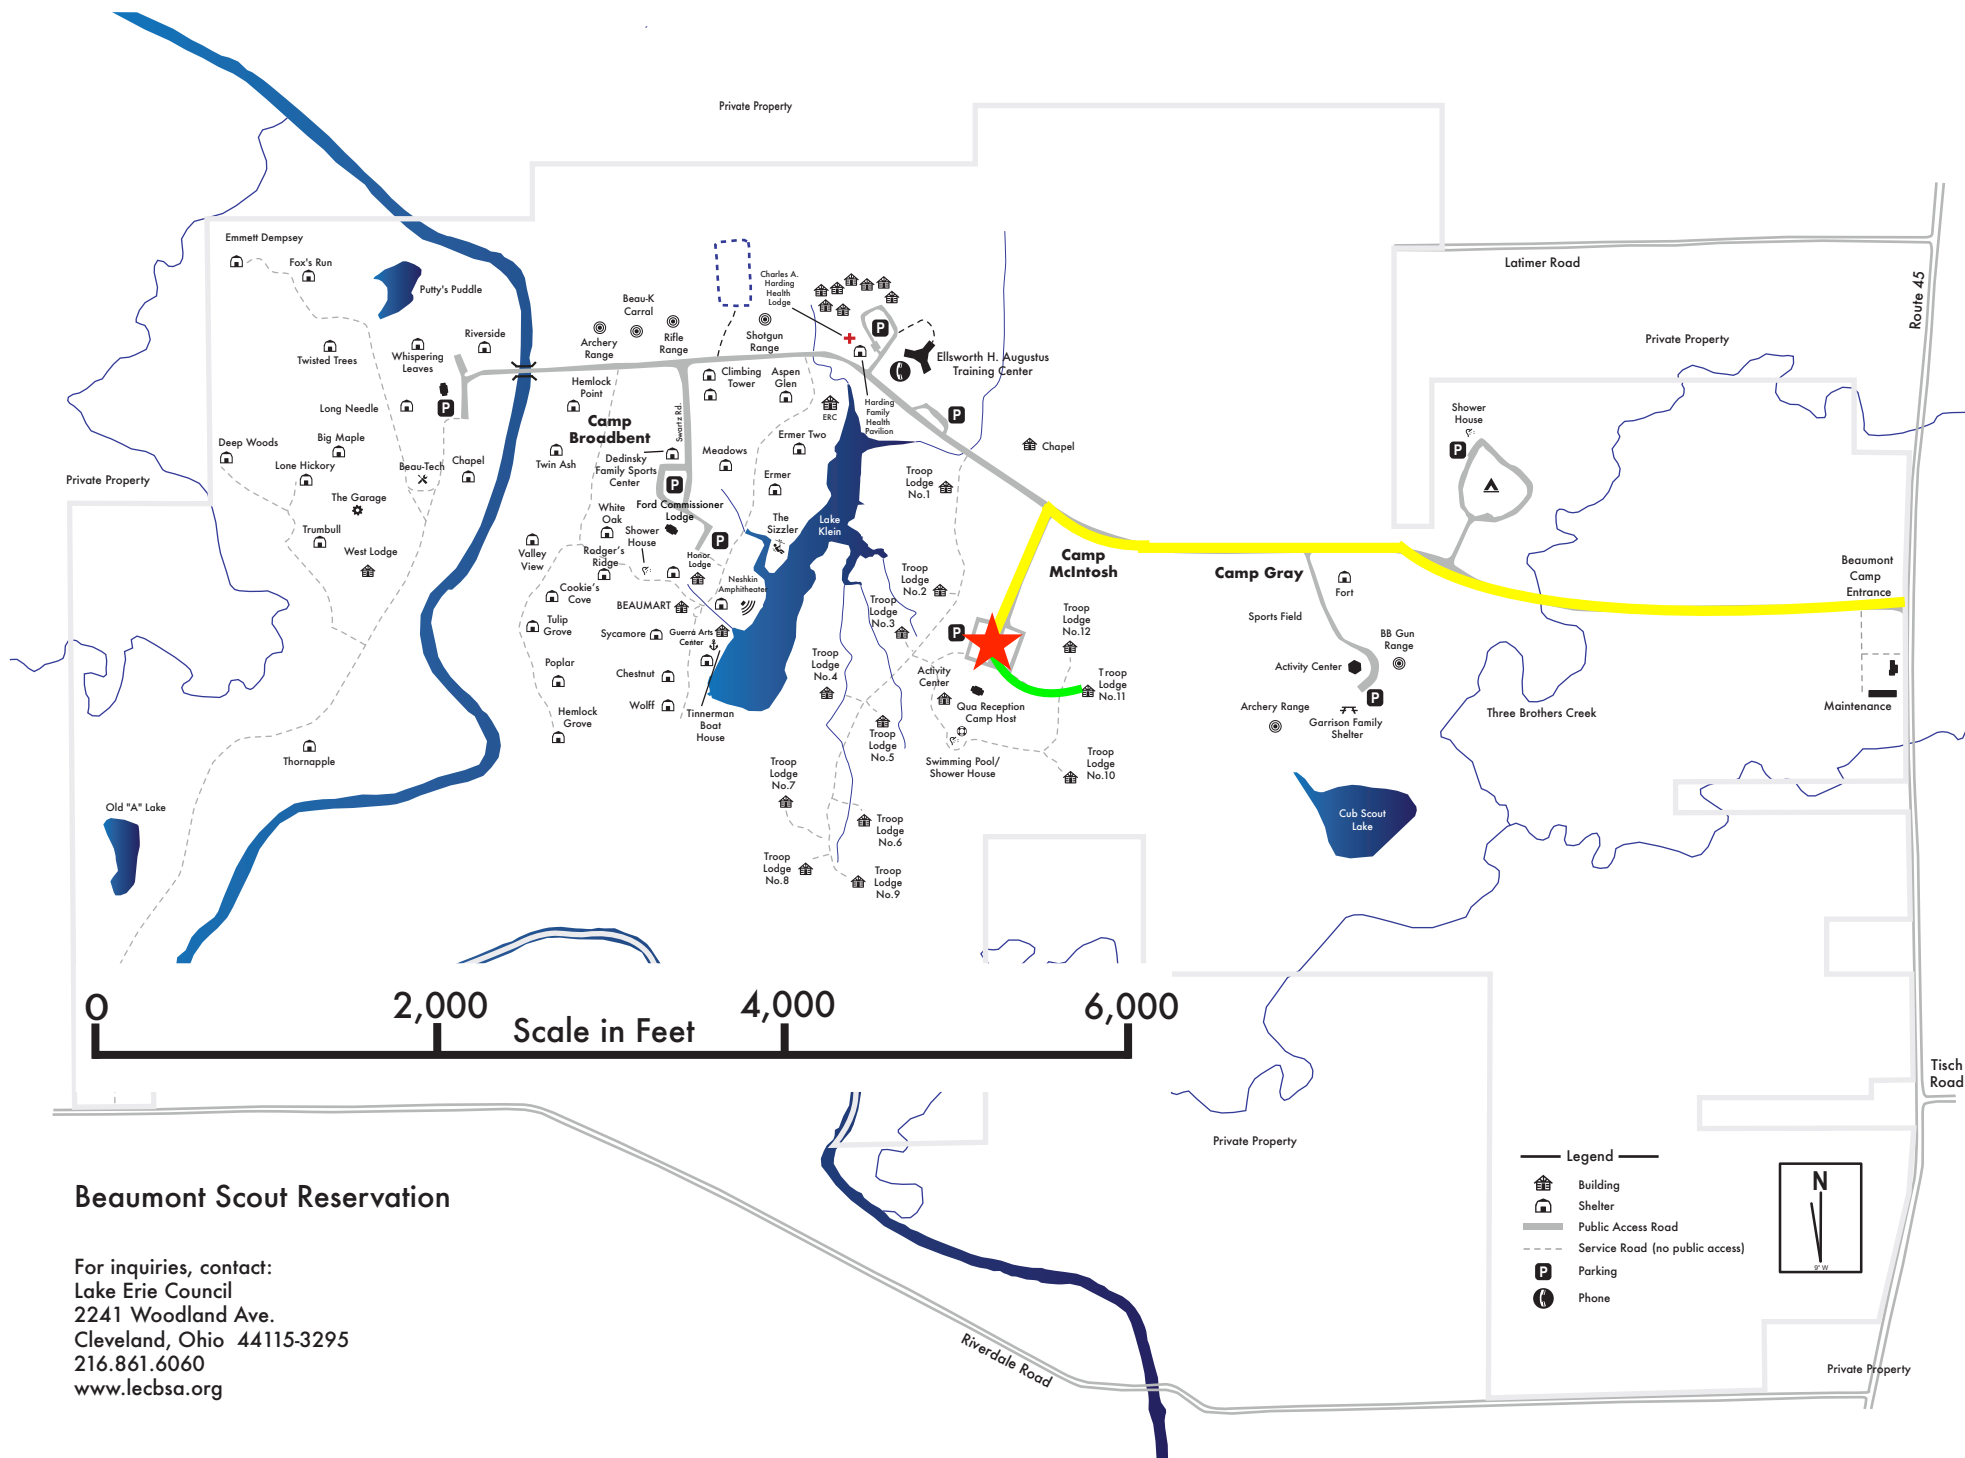 Private Property
Emmett Dempsey
Fox's Run
Putty's Puddle
Twisted Trees
Whispering
Leaves
Riverside
Long Needle
P
Deep Woods
Big Maple
Lone Hickory
Beau-Tech
Chapel
The Garage
Trumbull
West Lodge
Private Property
Thornapple
Old "A" Lake
Beau-K
Carral
Archery
Range
Rifle
Range
Shotgun
Range
Charles A.
Harding
Health
Lodge
P
Ellsworth H. Augustus
Training Center
Hemlock
Point
Climbing
Tower
Aspen
Glen
ERC
Harding
Family
Health
Pavilion
P
Camp
Broadbent
Swartz Rd.
Twin Ash
Dedinsky
Family Sports
Center
P
Meadows
Ermer Two
Ermer
Ford Commissioner
Lodge
White
Oak
Shower
House
The
Sizzler
Lake
Klein
Valley
View
Rodger's
Ridge
Honor
Lodge
P
Neshkin
Amphitheater
Cookie's
Cove
BEAUMART
Tulip
Grove
Sycamore
Guerra Arts
Center
Poplar
Chestnut
Hemlock
Grove
Wolff
Tinnerman
Boat
House
Chapel
Troop
Lodge
No.1
Troop
Lodge
No.2
Troop
Lodge
No.3
Troop
Lodge
No.4
Troop
Lodge
No.5
Troop
Lodge
No.7
Troop
Lodge
No.6
Troop
Lodge
No.8
Troop
Lodge
No.9
Camp
McIntosh
Troop
Lodge
No.12
P
Activity
Center
Qua Reception
Camp Host
Troop
Lodge
No.11
Swimming Pool/
Shower House
Troop
Lodge
No.10
Camp Gray
Fort
Sports Field
BB Gun
Range
Activity Center
P
Archery Range
Garrison Family
Shelter
Cub Scout
Lake
Latimer Road
Route 45
Private Property
Shower
House
P
Beaumont
Camp
Entrance
Three Brothers Creek
Maintenance
0
2,000
4,000
6,000
Scale in Feet
Tisch
Road
Private Property
Beaumont Scout Reservation
For inquiries, contact:
Lake Erie Council
2241 Woodland Ave.
Cleveland, Ohio 44115-3295
216.861.6060
www.lecbsa.org
Riverdale Road
Legend
Building
Shelter
Public Access Road
Service Road (no public access)
P Parking
Phone
N
9° W
Private Property